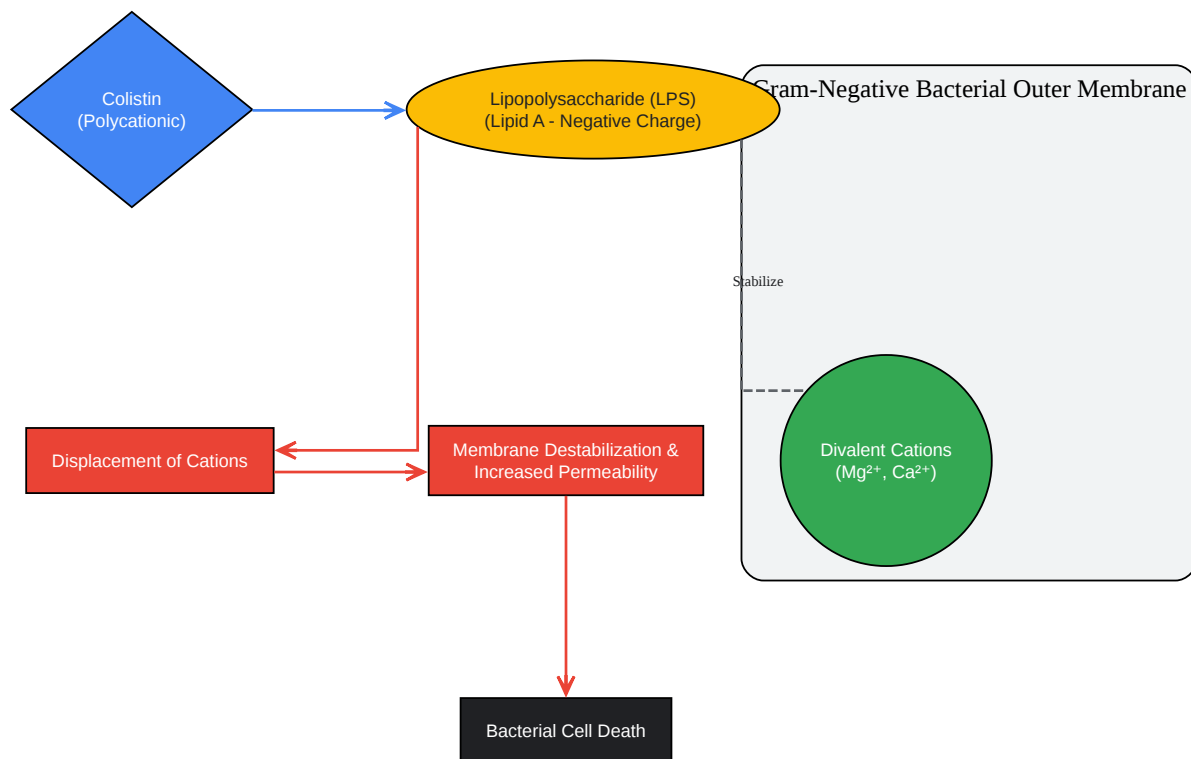 Colistin
(Polycationic)
Lipopolysaccharide (LPS)
(Lipid A - Negative Charge)
Gram-Negative Bacterial Outer Membrane
Stabilize
Displacement of Cations
Membrane Destabilization &
Increased Permeability
Divalent Cations
(Mg²⁺, Ca²⁺)
Bacterial Cell Death